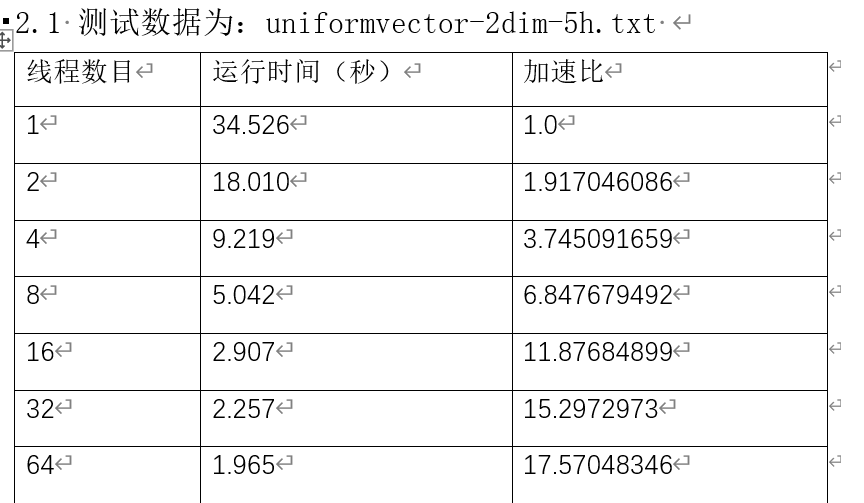 2.1 测试数据为：uniformvector-2dim-5h.txt
线程数目 运行时间（秒） 加速比
1 34.526 1.0
2 18.010 1.917046086
4 9.219 3.745091659
8 5.042 6.847679492
16 2.907 11.87684899
32 2.257 15.2972973
64 1.965 17.57048346